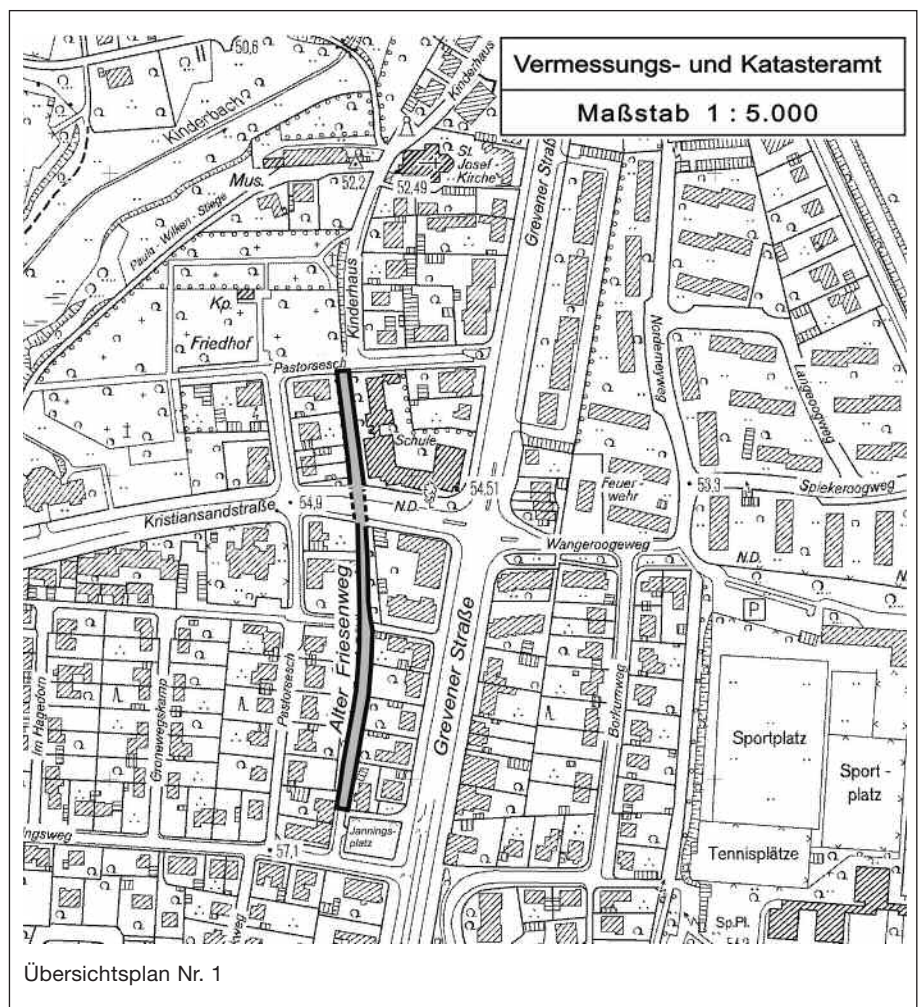 50,6
Vermessungs- und Katasteramt
Maßstab 1 : 5.000
Kinderhaus
Kinderbach
St.
Josef-
Kirche
Mus.
52,2
52,49
Grevener
Paula - Wilken - Stiege
Kinderhaus
Kp.
Friedhof
Norderneyweg
Langeoogweg
Pastorsesch
Schule
54,51
Feuer-
wehr
53,3
Spiekeroogweg
54,9
N.D.
Kristiansandstraße
Wangeroogeweg
N.D.
P
Alter Friesenweg
Grevener Straße
Im Hagedorn
Gronewegskamp
Pastorsesch
Borkumweg
Sportplatz
Sport -
platz
Jannings-
platz
ingsweg
57,1
Tennisplätze
Sp.Pl.
Übersichtsplan Nr. 1